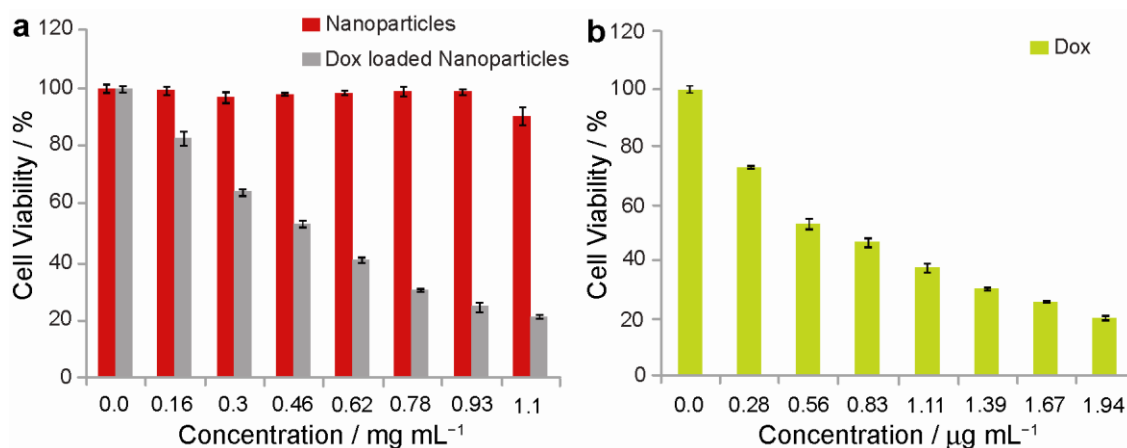 a
Nanoparticles
Dox loaded Nanoparticles
120
100
80
60
40
20
0
Cell Viability / %
0.0 0.16 0.3 0.46 0.62 0.78 0.93 1.1
Concentration / mg mL⁻¹
b
Dox
120
100
80
60
40
20
0
Cell Viability / %
0.0 0.28 0.56 0.83 1.11 1.39 1.67 1.94
Concentration / μg mL⁻¹